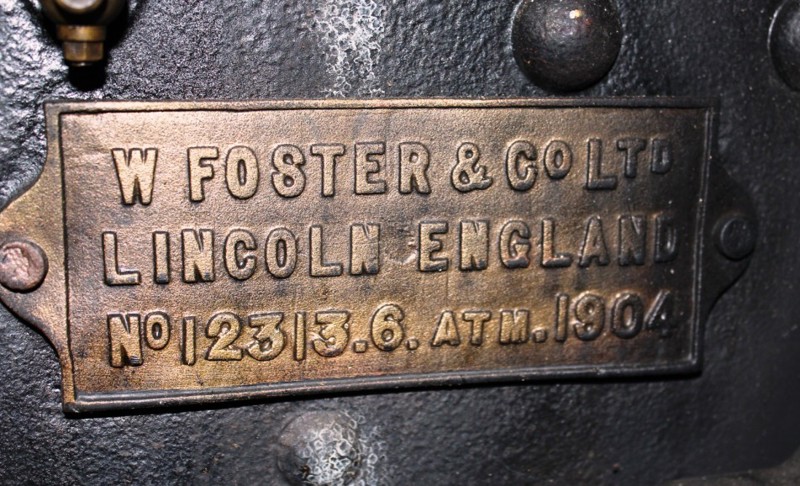 W FOSTER & CO LTD
LINCOLN ENGLAND
NO 12313.6.ATM.1904